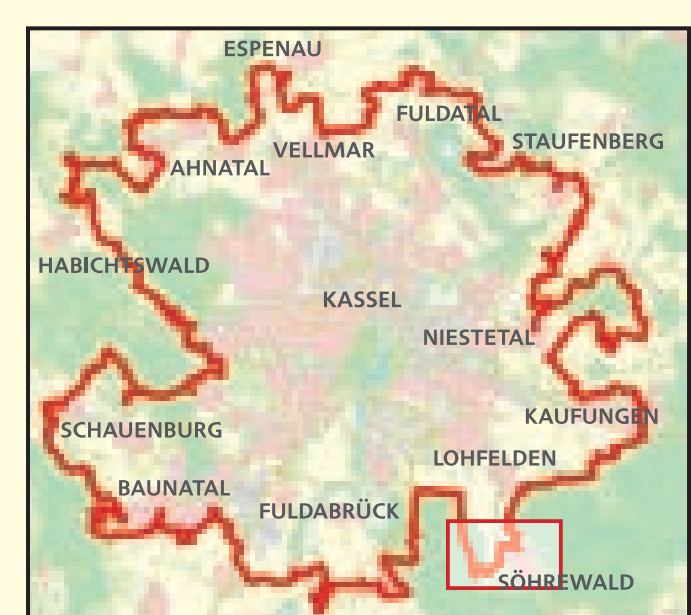 ESPENAU
FULDATAL
STAUFENBERG
VELLMAR
AHNATAL
HABICHTSWALD
KASSEL
NIESTETAL
KAUFUNGEN
SCHAUENBURG
LOHFELDEN
BAUNATAL
FULDABRÜCK
SÖHREWALD